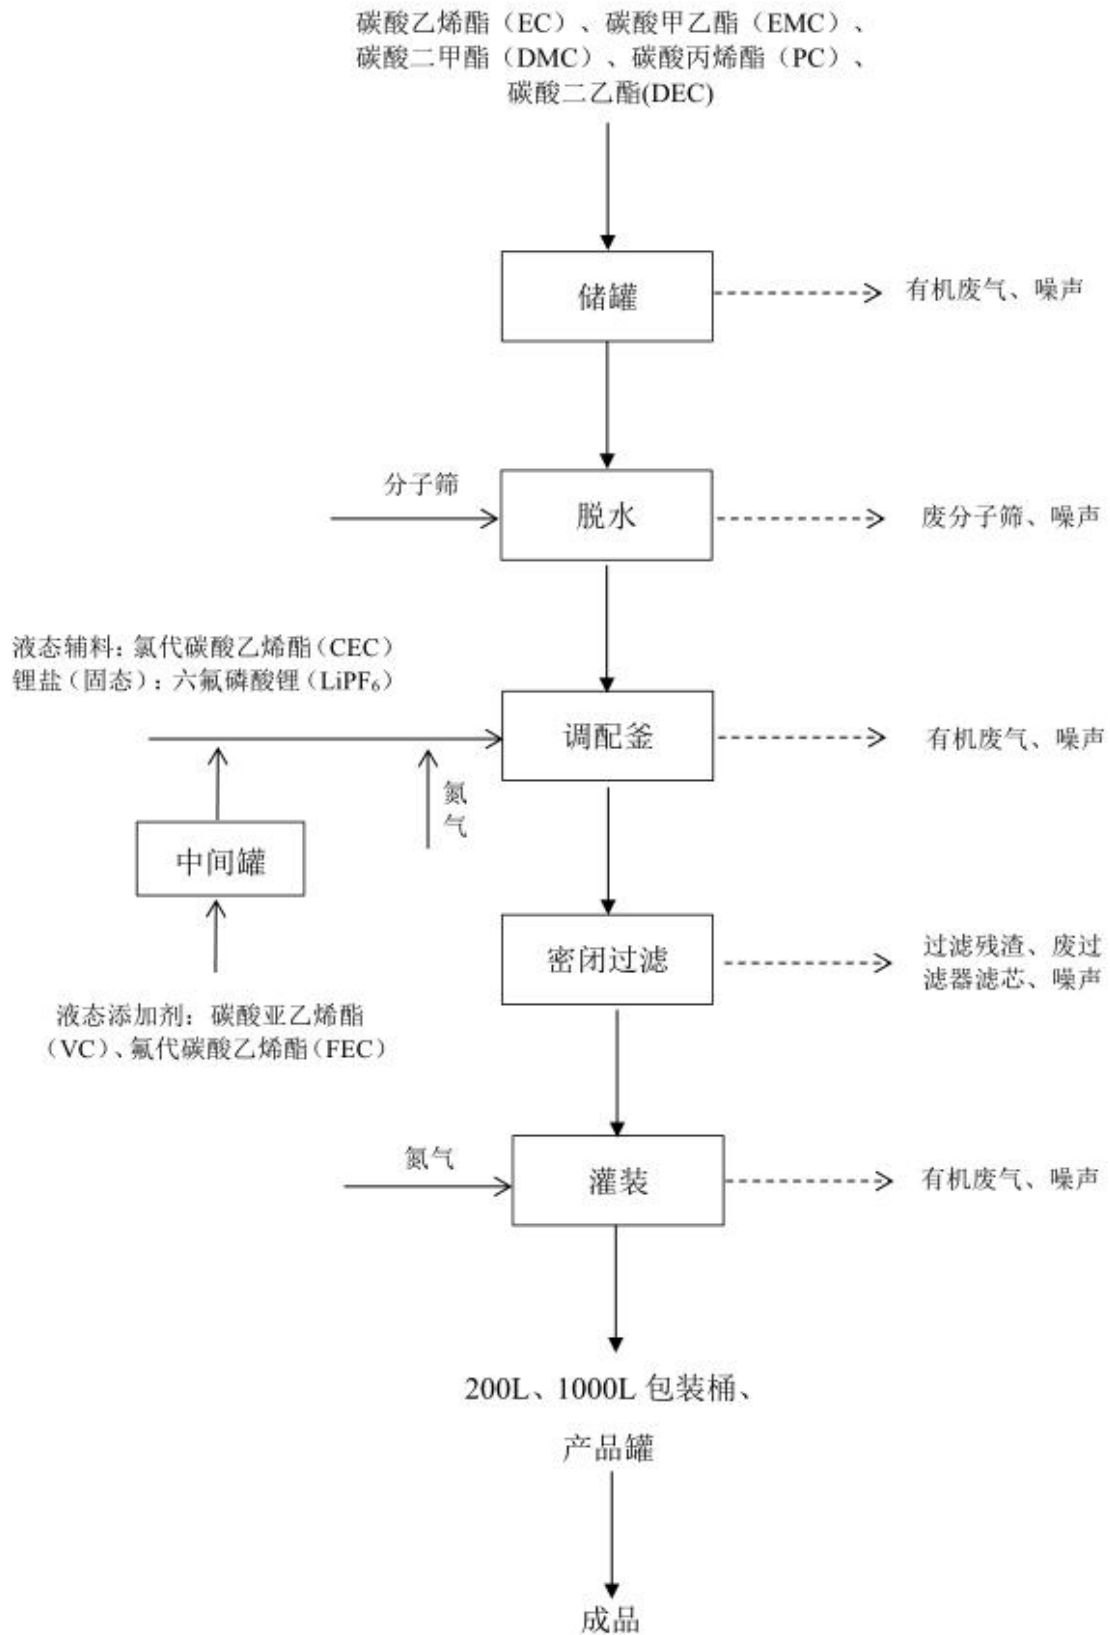 碳酸乙烯酯（EC）、碳酸甲乙酯（EMC）、
碳酸二甲酯（DMC）、碳酸丙烯酯（PC）、
碳酸二乙酯(DEC)
储罐
有机废气、噪声
分子筛
脱水
废分子筛、噪声
液态辅料：氯代碳酸乙烯酯（CEC）
锂盐（固态）：六氟磷酸锂（LiPF₆）
调配釜
有机废气、噪声
氮
气
中间罐
密闭过滤
过滤残渣、废过
滤器滤芯、噪声
液态添加剂：碳酸亚乙烯酯
（VC）、氟代碳酸乙烯酯（FEC）
氮气
灌装
有机废气、噪声
200L、1000L 包装桶、
产品罐
成品